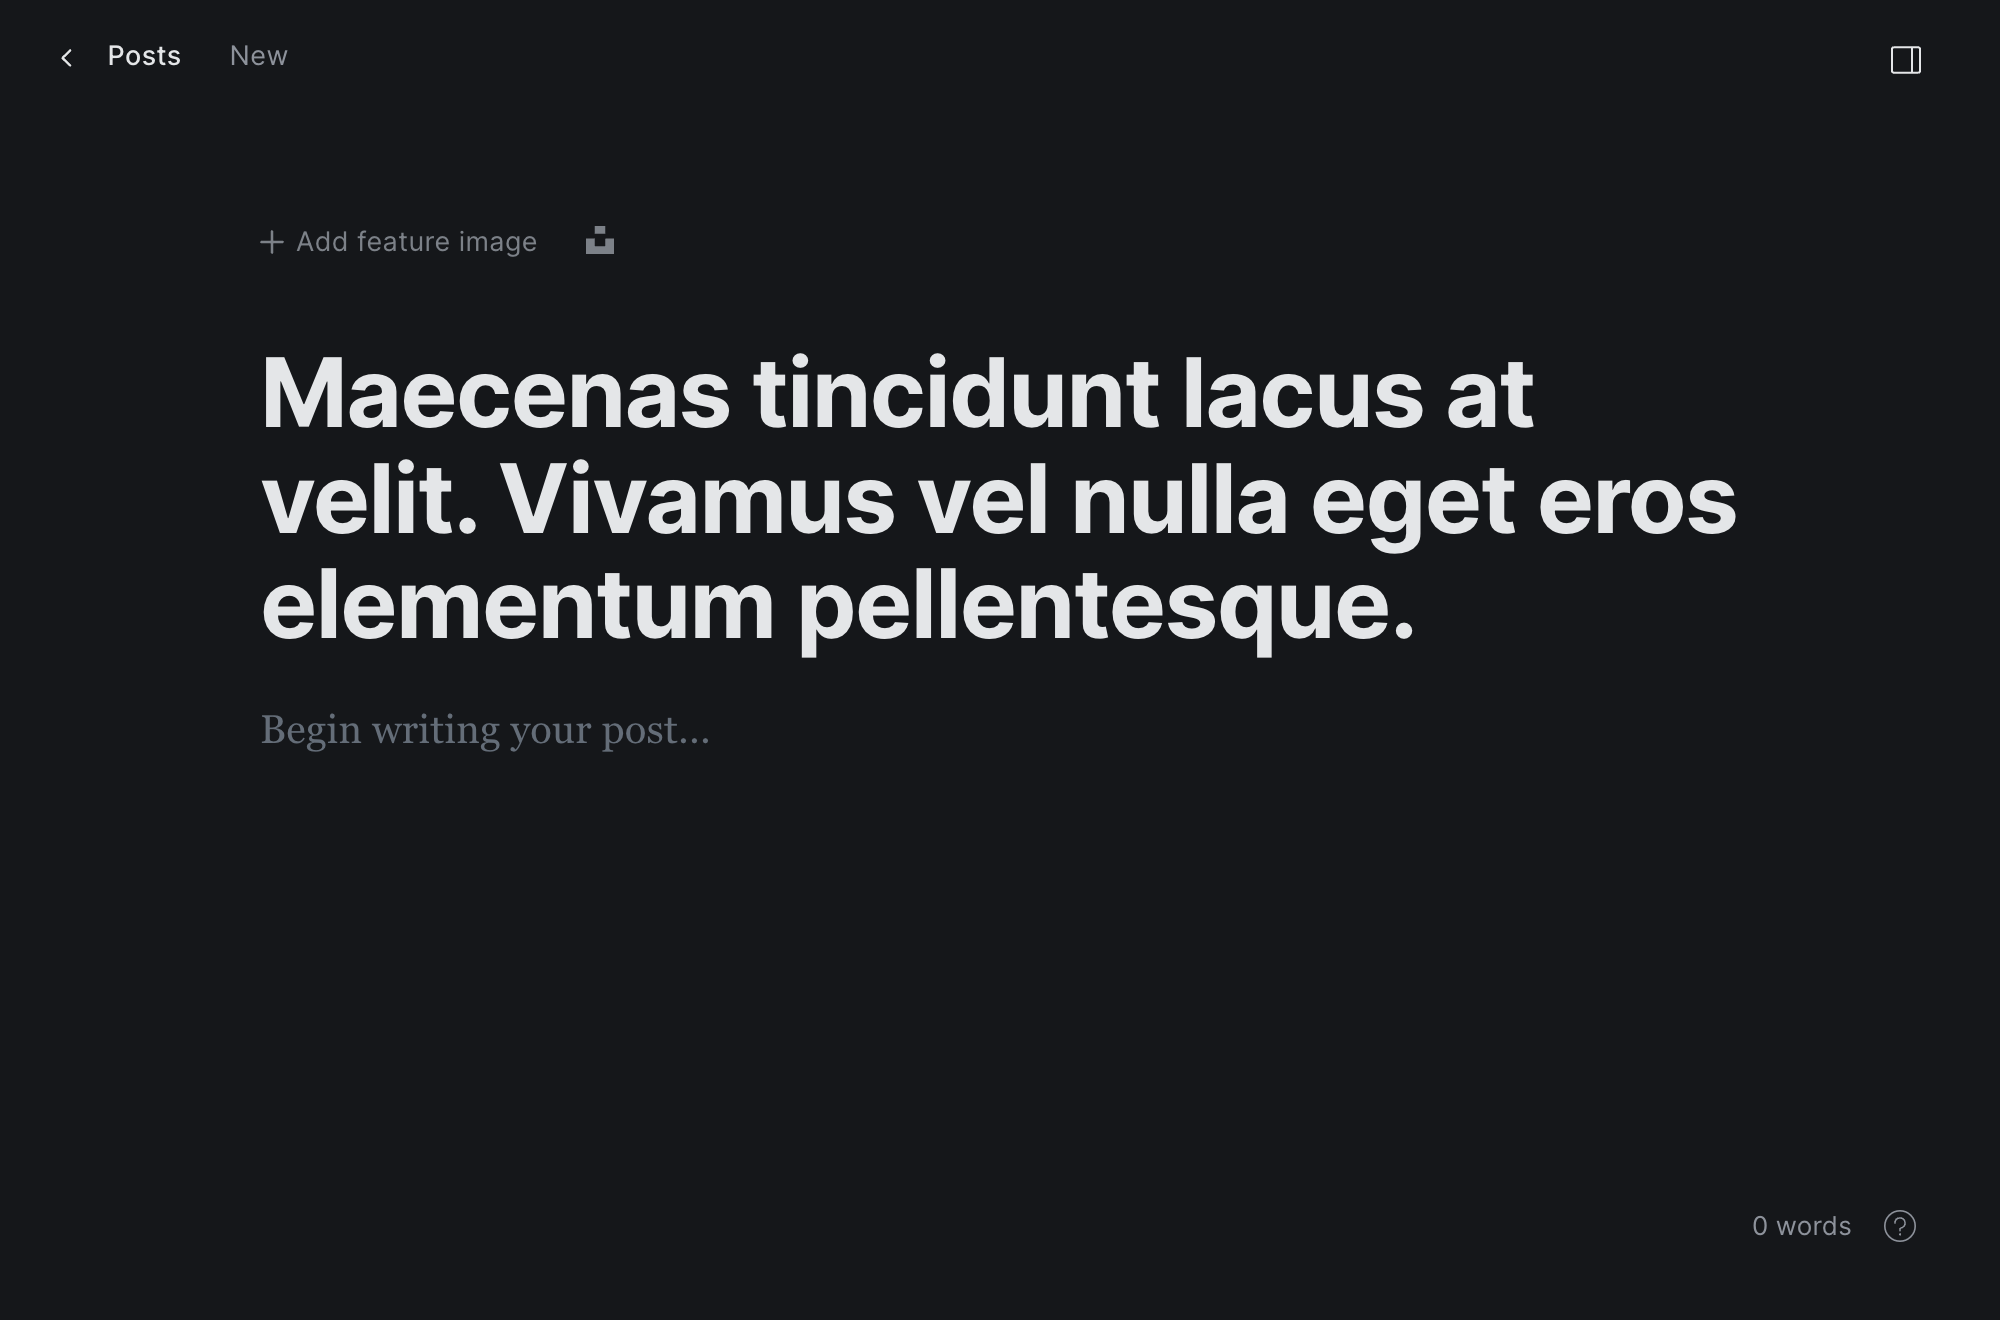 Posts New
Add feature image
Maecenas tincidunt lacus at
velit. Vivamus vel nulla eget eros
elementum pellentesque.
Begin writing your post...
0 words ?